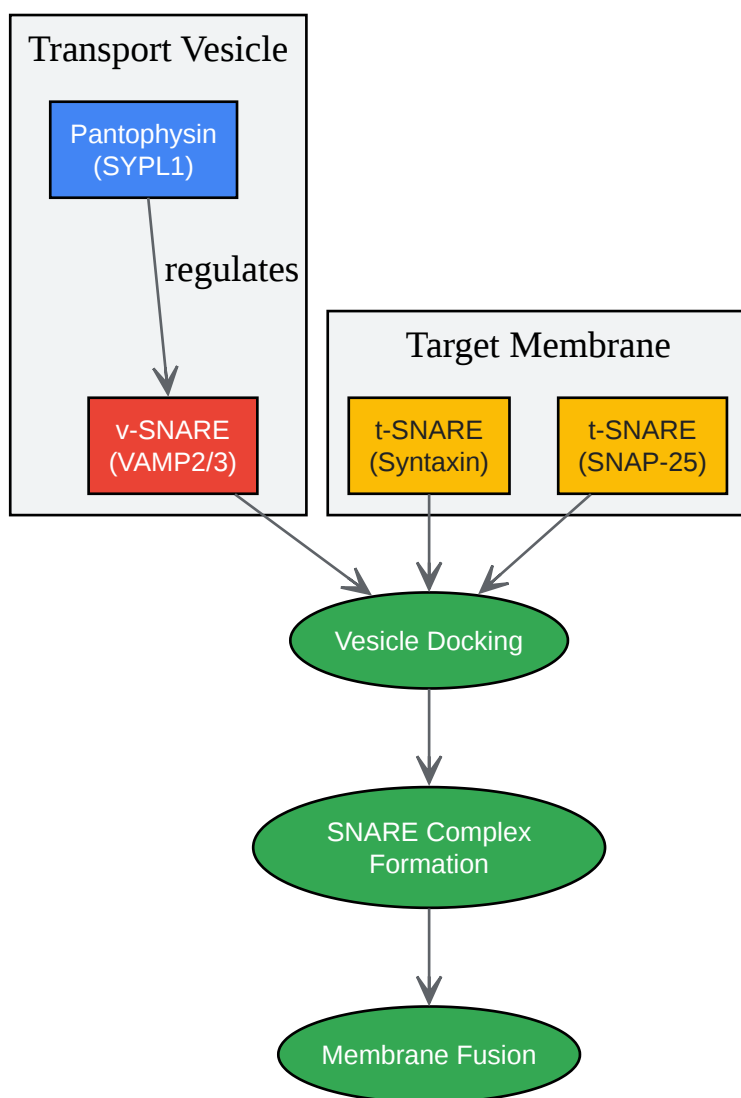 Transport Vesicle
Pantophysin
(SYPL1)
regulates
v-SNARE
(VAMP2/3)
Target Membrane
t-SNARE
(Syntaxin)
t-SNARE
(SNAP-25)
Vesicle Docking
SNARE Complex
Formation
Membrane Fusion